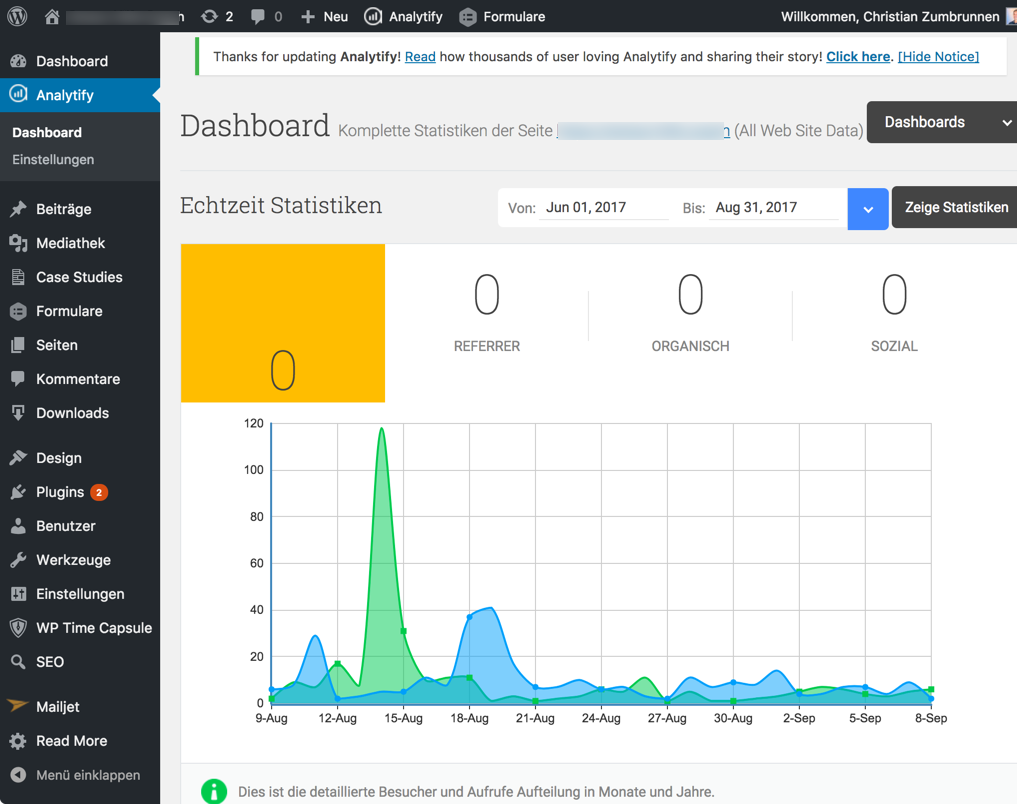 2 0 Neu Analytify Formulare Willkommen, Christian Zumbrunnen
Dashboard
Analytify
Dashboard
Einstellungen
Beiträge
Mediathek
Case Studies
Formulare
Seiten
Kommentare
Downloads
Design
Plugins 2
Benutzer
Werkzeuge
Einstellungen
WP Time Capsule
SEO
Mailjet
Read More
Menü einklappen
Thanks for updating Analytify! Read how thousands of user loving Analytify and sharing their story! Click here. [Hide Notice]
Dashboard Komplette Statistiken der Seite (All Web Site Data) Dashboards
Echtzeit Statistiken Von: Jun 01, 2017 Bis: Aug 31, 2017 Zeige Statistiken
0
0 0 0
REFERRER ORGANISCH SOZIAL
120
100
80
60
40
20
0
9-Aug 12-Aug 15-Aug 18-Aug 21-Aug 24-Aug 27-Aug 30-Aug 2-Sep 5-Sep 8-Sep
Dies ist die detaillierte Besucher und Aufrufe Aufteilung in Monate und Jahre.